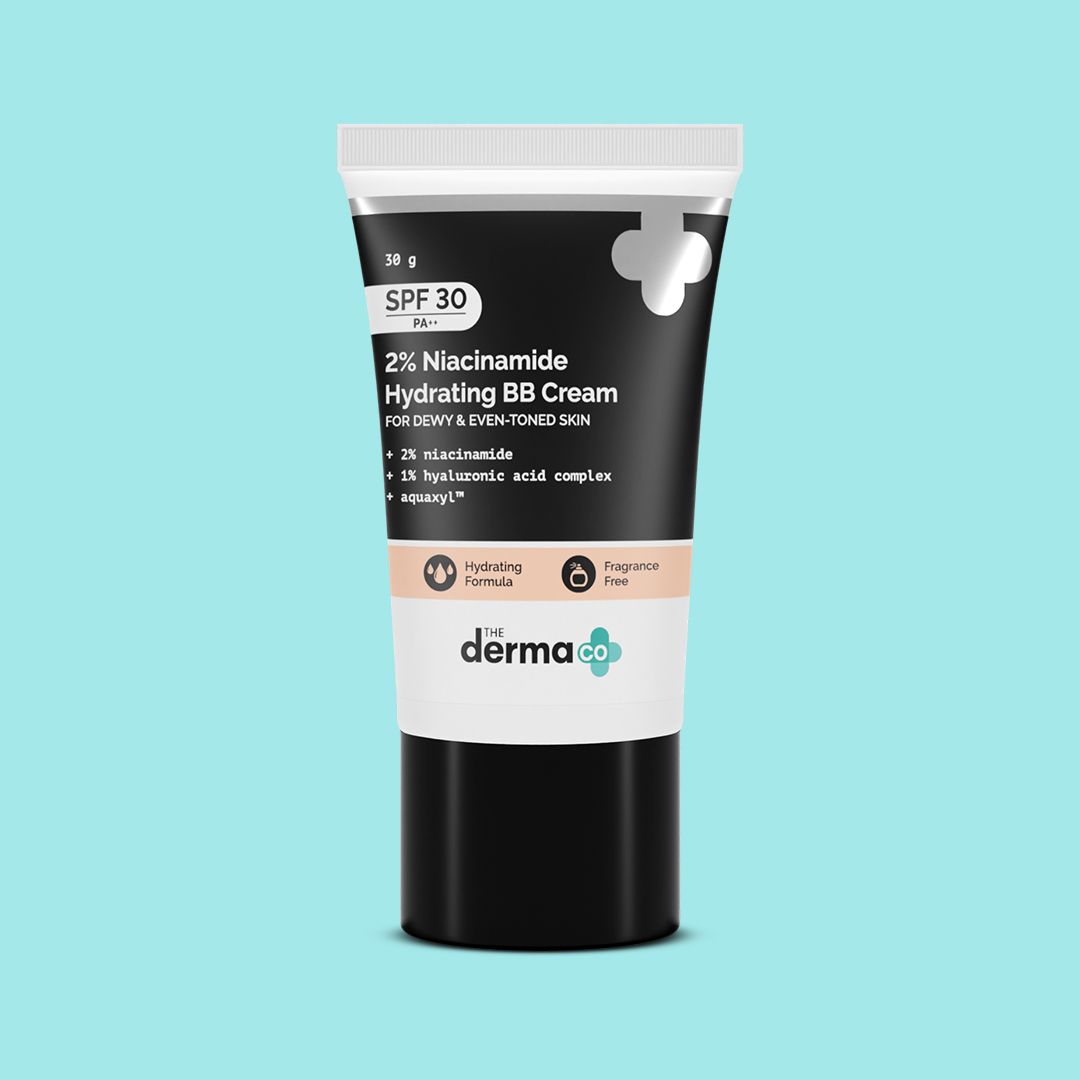 30 g
SPF 30
PA++
2% Niacinamide
Hydrating BB Cream
FOR DEWY & EVEN-TONED SKIN
+ 2% niacinamide
+ 1% hyaluronic acid complex
+ aquaxyl™
Hydrating
Formula
Fragrance
Free
THE
derma co